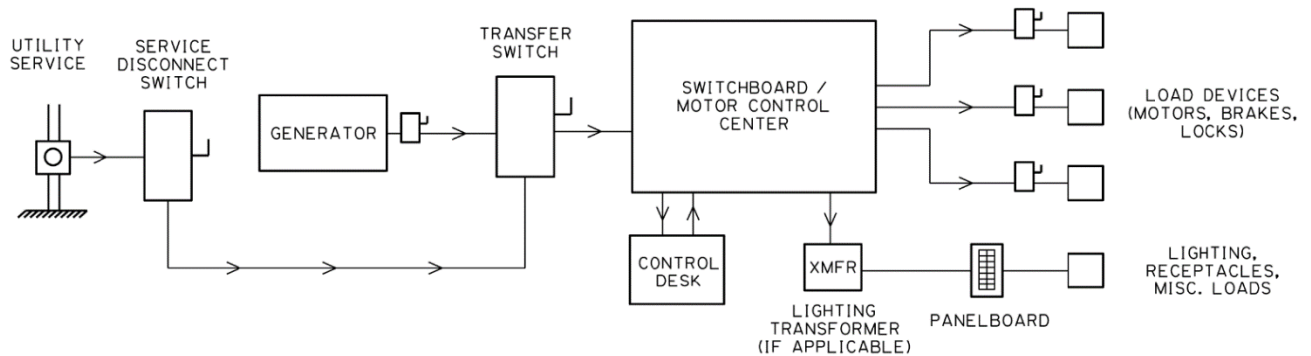 UTILITY
SERVICE
SERVICE
DISCONNECT
SWITCH
GENERATOR
TRANSFER
SWITCH
SWITCHBOARD /
MOTOR CONTROL
CENTER
LOAD DEVICES
(MOTORS, BRAKES,
LOCKS)
CONTROL
DESK
XMFR
LIGHTING
TRANSFORMER
(IF APPLICABLE)
PANELBOARD
LIGHTING,
RECEPTACLES,
MISC. LOADS